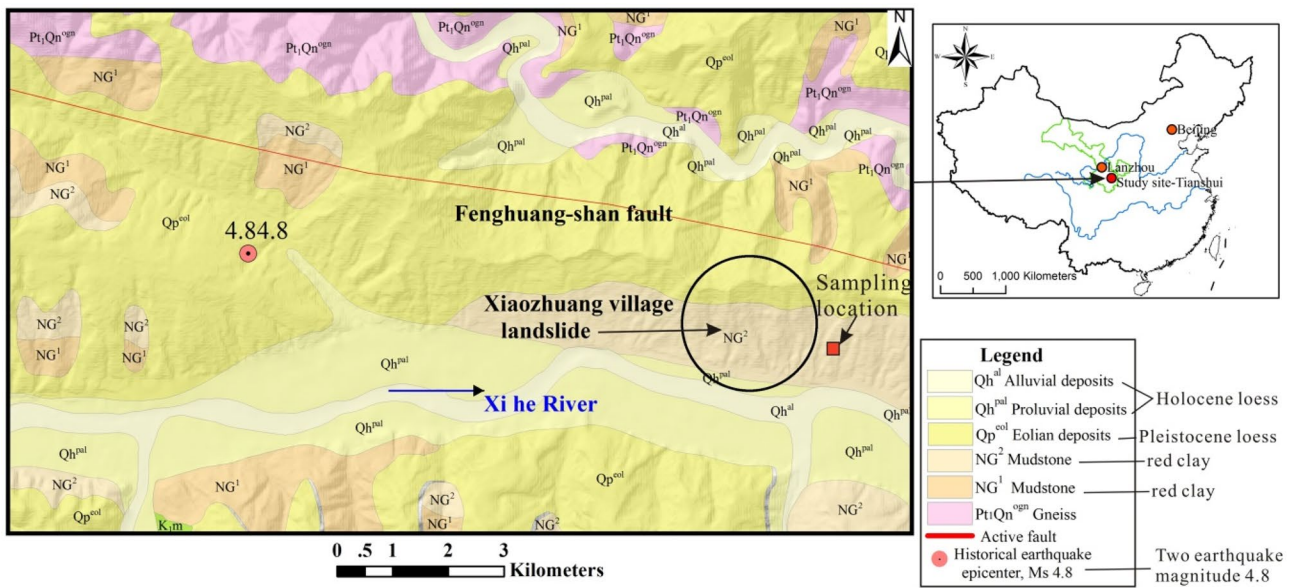 Pt₁Qnᵒᵍⁿ
Pt₁Qnᵒᵍⁿ
Pt₁Qnᵒᵍⁿ
NG¹
Pt₁Qnᵒᵍⁿ
NG¹
N
NG¹
Qhᵖᵃˡ
Qpᵉᵒˡ
Q
Qhᵖᵃˡ
Pt₁Qnᵒᵍⁿ
Pt₁Qnᵒᵍⁿ
NG²
Qhᵃˡ
Qhᵖᵃˡ
Qhᵖᵃˡ
Qhᵖᵃˡ
Pt₁Qnᵒᵍⁿ
Qhᵖᵃˡ
Qhᵖᵃˡ
Pt₁Qnᵒᵍⁿ
NG¹
NG¹
NG¹
NG²
Qpᵉᵒˡ
Fenghuang-shan fault
4.84.8
NG¹
Sampling
location
Xiaozhuang village
landslide
NG²
NG²
NG²
NG¹
NG¹
Qhᵖᵃˡ
Qhᵖᵃˡ
Xi he River
Qhᵃˡ
Qhᵖᵃ
Qhᵖᵃˡ
Qhᵖᵃˡ
Qhᵖᵃˡ
NG²
NG¹
Qpᵉᵒˡ
NG²
NG²
Qpᵉᵒˡ
K₁m
NG¹
NG²
0 .5 1 2 3
Kilometers
N
W
E
S
Beijing
Lanzhou
Study site-Tianshui
0 500 1,000 Kilometers
Legend
Qhᵃˡ Alluvial deposits
Holocene loess
Qhᵖᵃˡ Proluvial deposits
Qpᵉᵒˡ Eolian deposits
Pleistocene loess
NG² Mudstone
red clay
NG¹ Mudstone
red clay
Pt₁Qnᵒᵍⁿ Gneiss
Active fault
Historical earthquake
epicenter, Ms 4.8
Two earthquake
magnitude 4.8